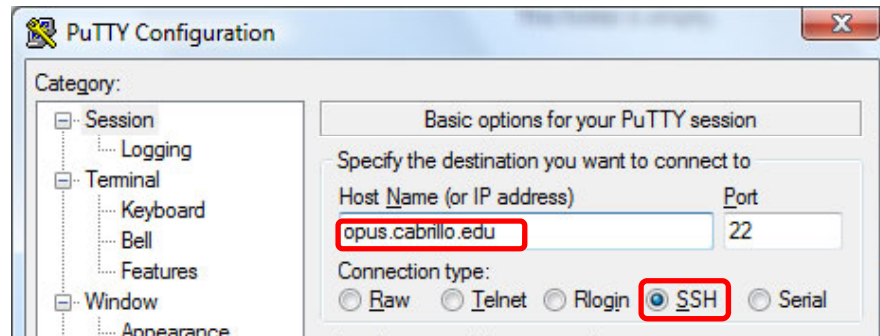 PuTTY Configuration
Category:
Session
Logging
Terminal
Keyboard
Bell
Features
Window
Appearance
Basic options for your PuTTY session
Specify the destination you want to connect to
Host Name (or IP address)
Port
opus.cabrillo.edu
22
Connection type:
Raw Telnet Rlogin SSH Serial